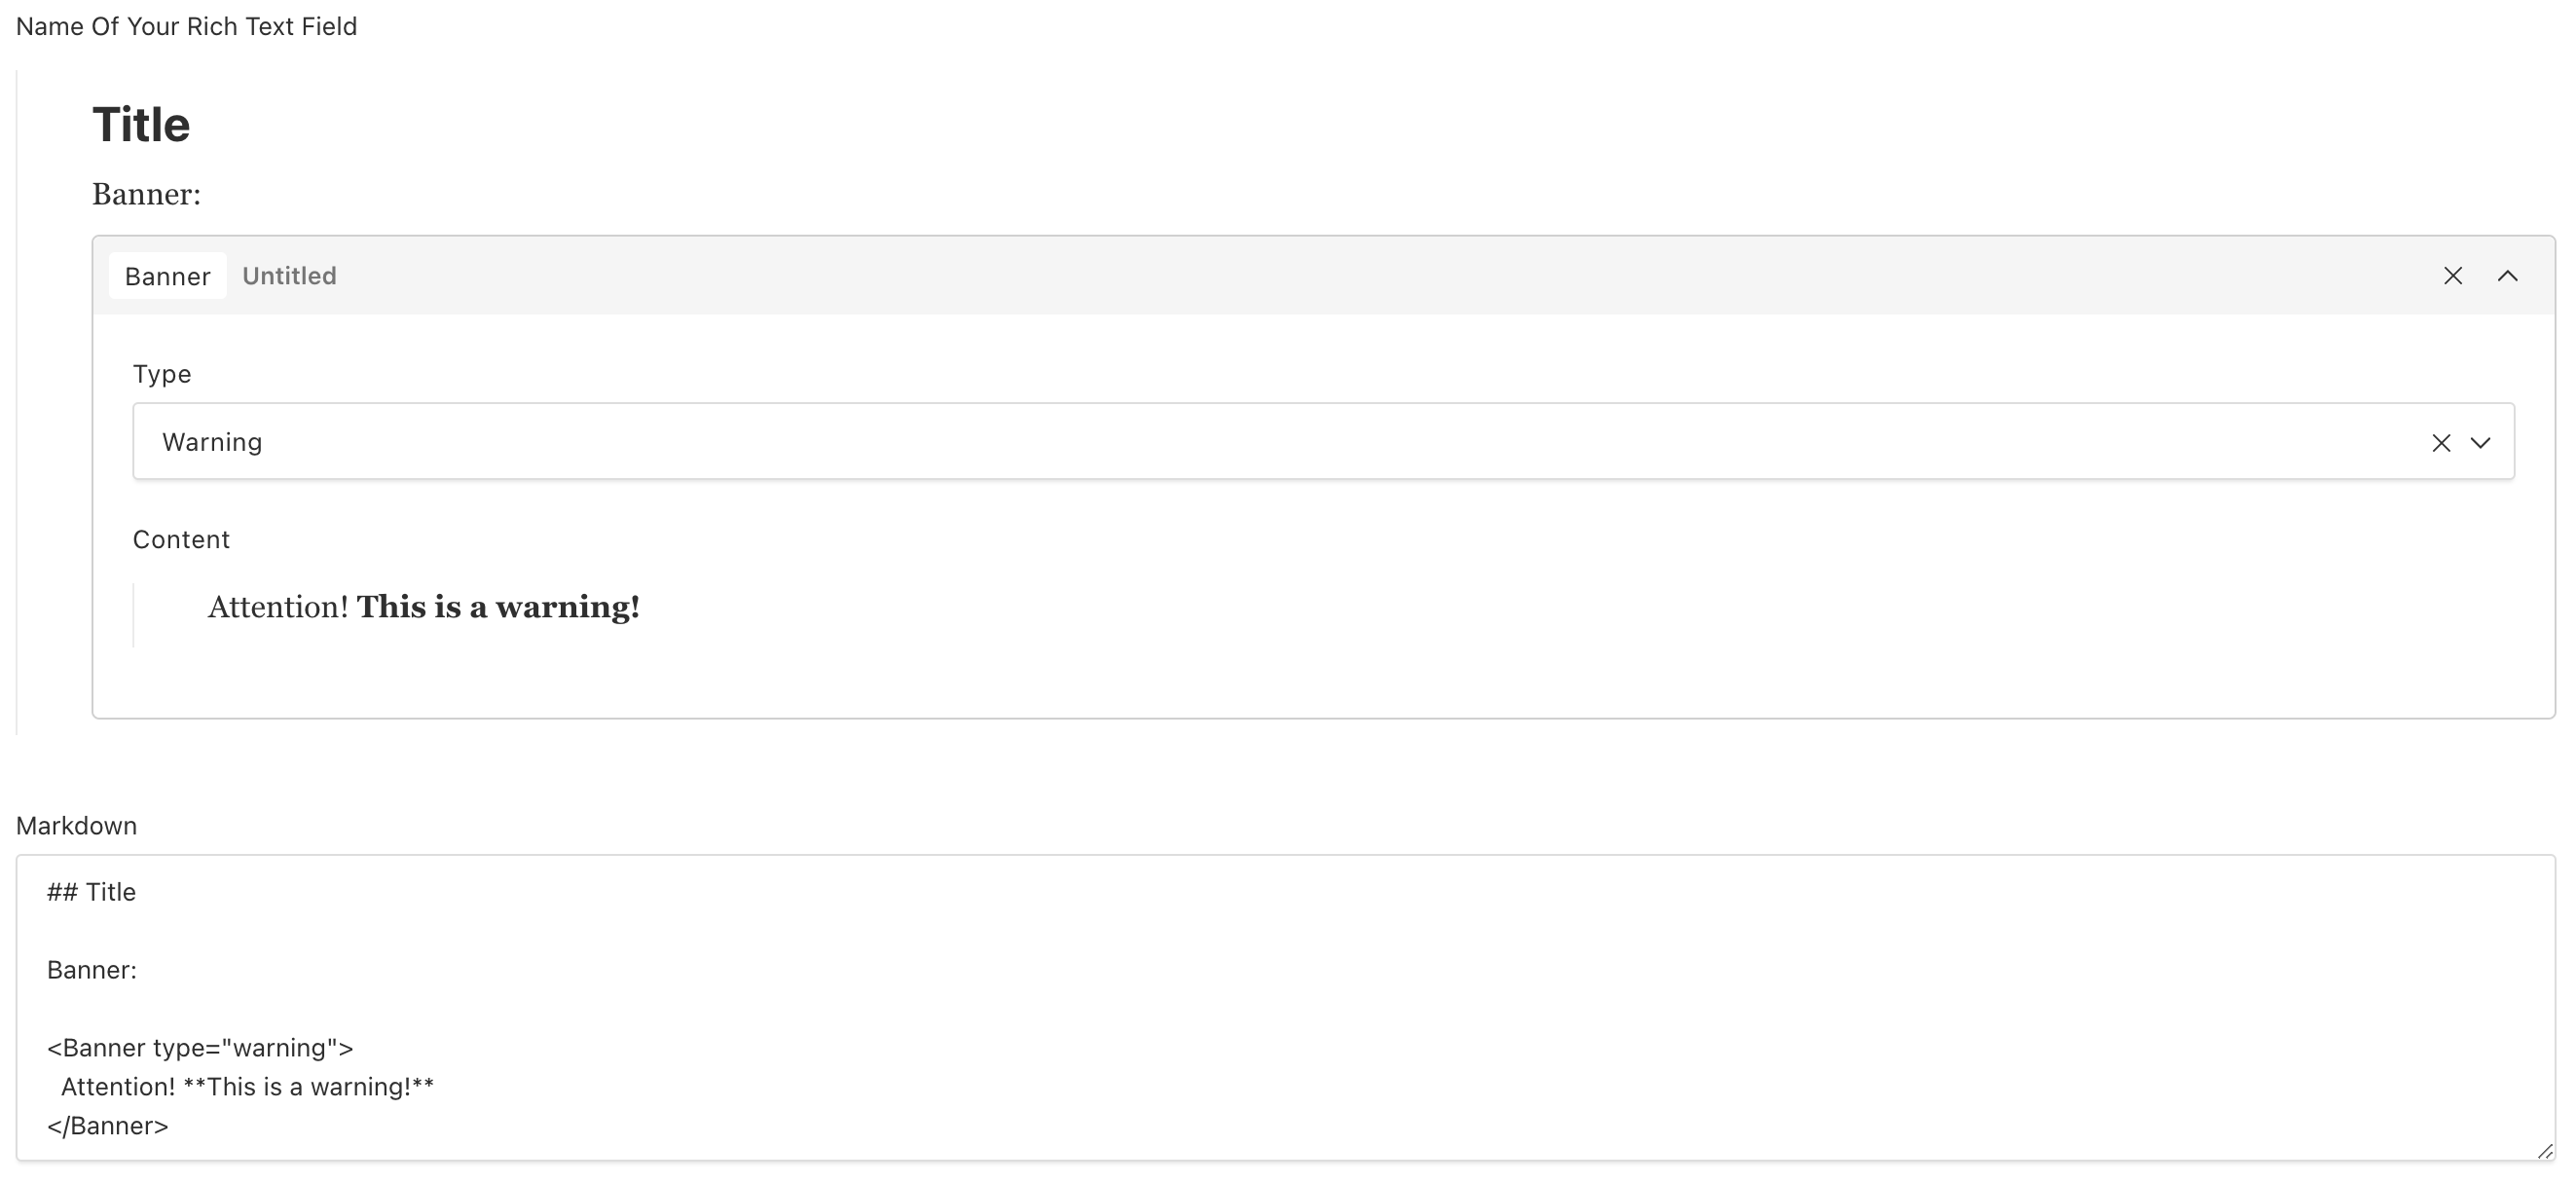 Name Of Your Rich Text Field
Title
Banner:
Banner Untitled
Type
Warning
Content
Attention! This is a warning!
Markdown
## Title
Banner:
<Banner type="warning">
  Attention! **This is a warning!**
</Banner>